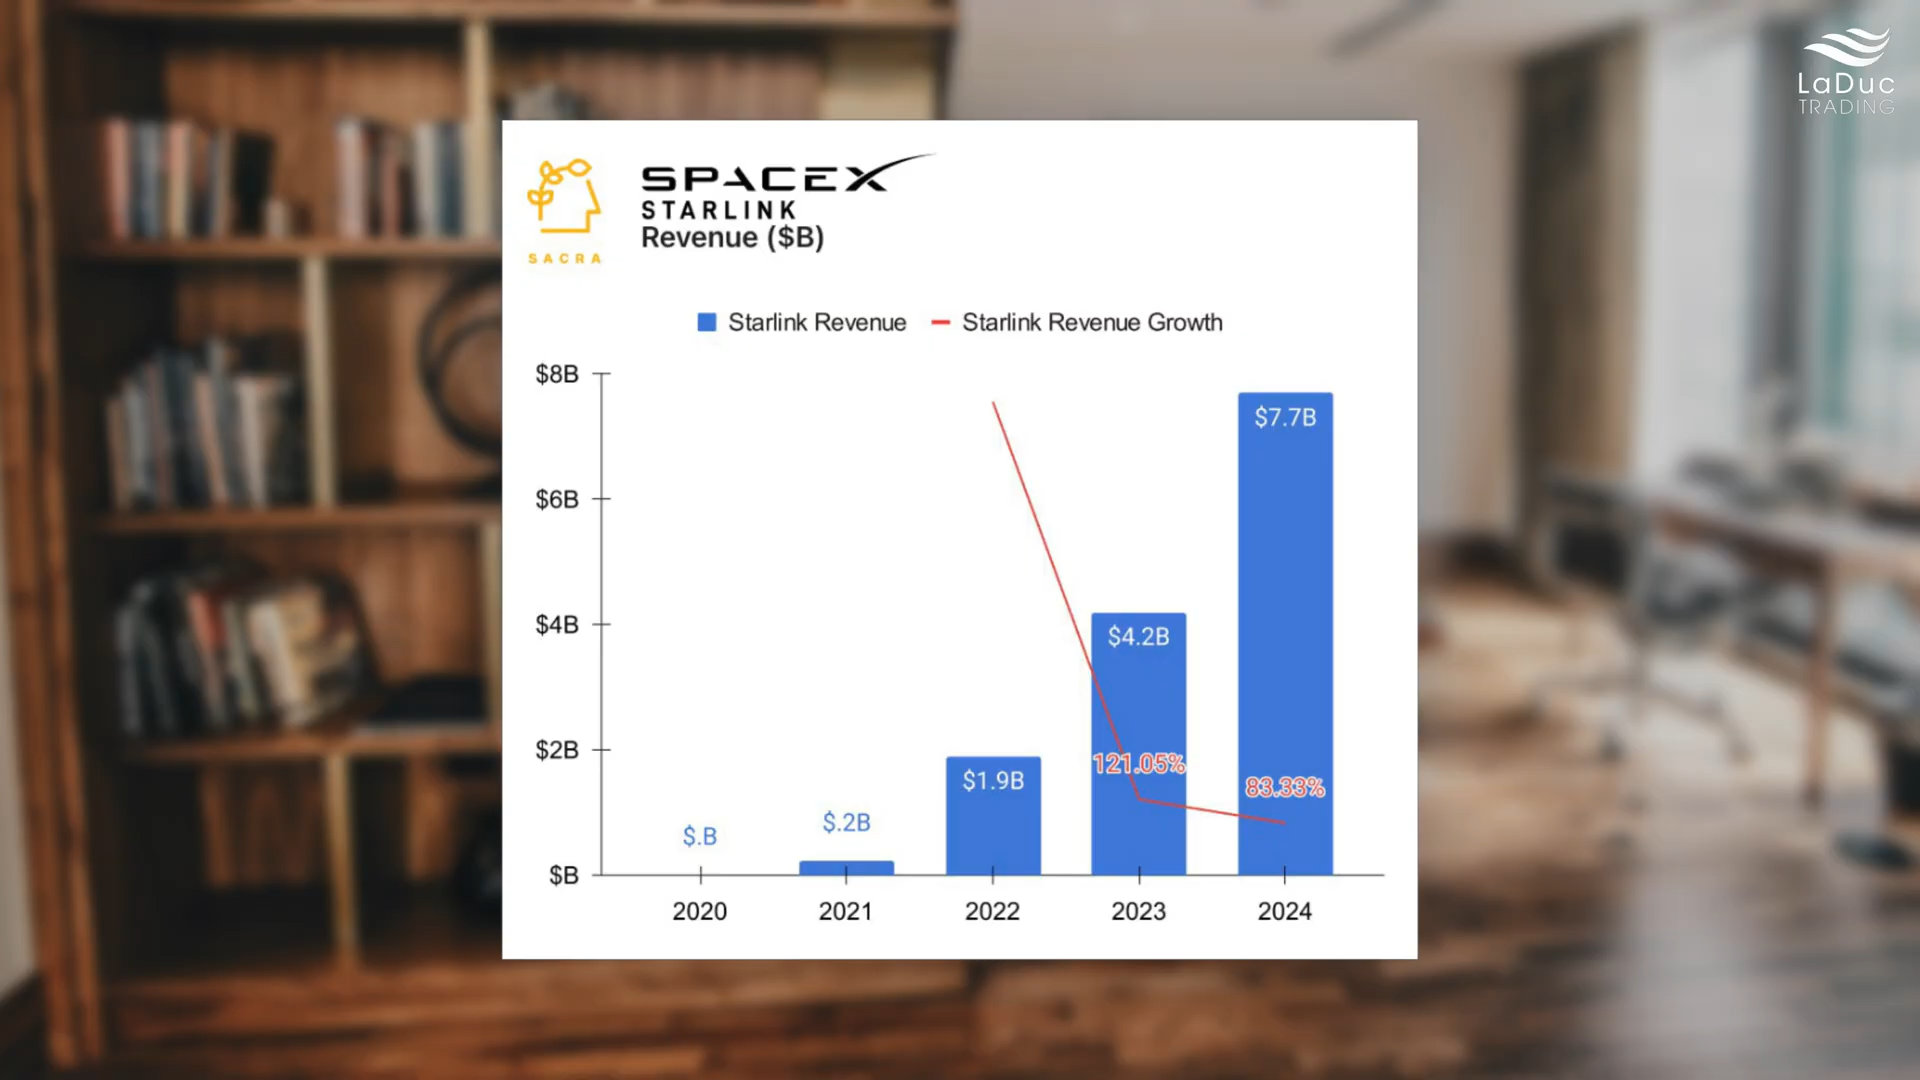 LaDuc
TRADING
SACRA
SPACEX
STARLINK
Revenue ($B)
Starlink Revenue
Starlink Revenue Growth
$8B
$6B
$4B
$2B
$B
$.B
$.2B
$1.9B
$4.2B
$7.7B
121.05%
83.33%
2020
2021
2022
2023
2024